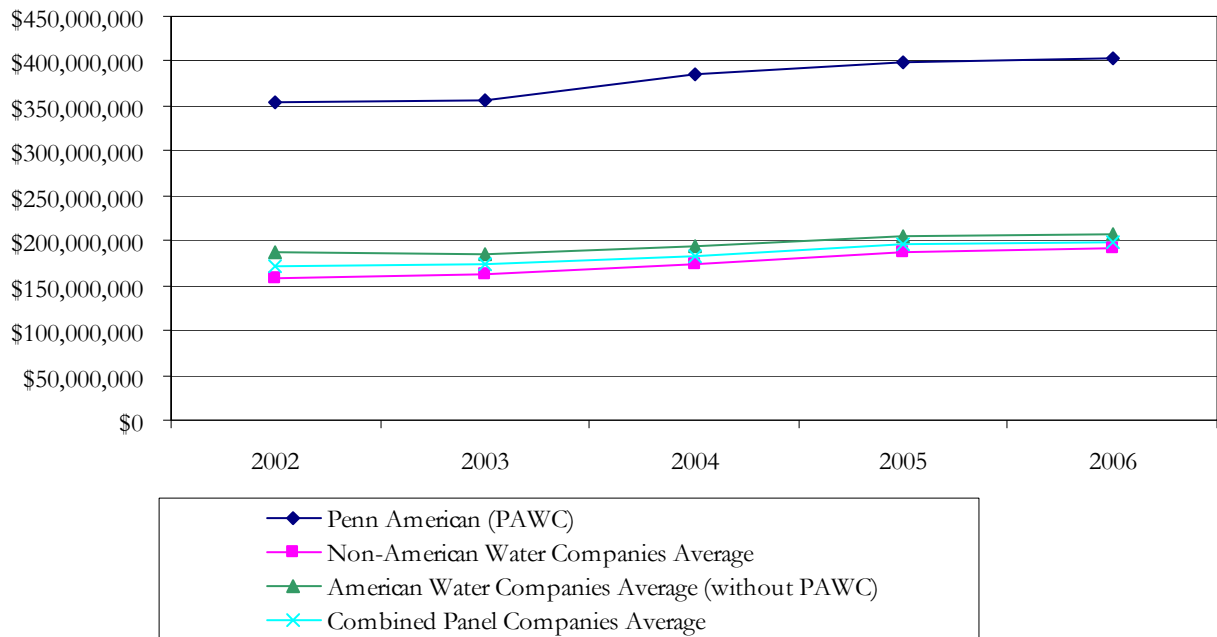 $450,000,000
$400,000,000
$350,000,000
$300,000,000
$250,000,000
$200,000,000
$150,000,000
$100,000,000
$50,000,000
$0
2002 2003 2004 2005 2006
Penn American (PAWC)
Non-American Water Companies Average
American Water Companies Average (without PAWC)
Combined Panel Companies Average